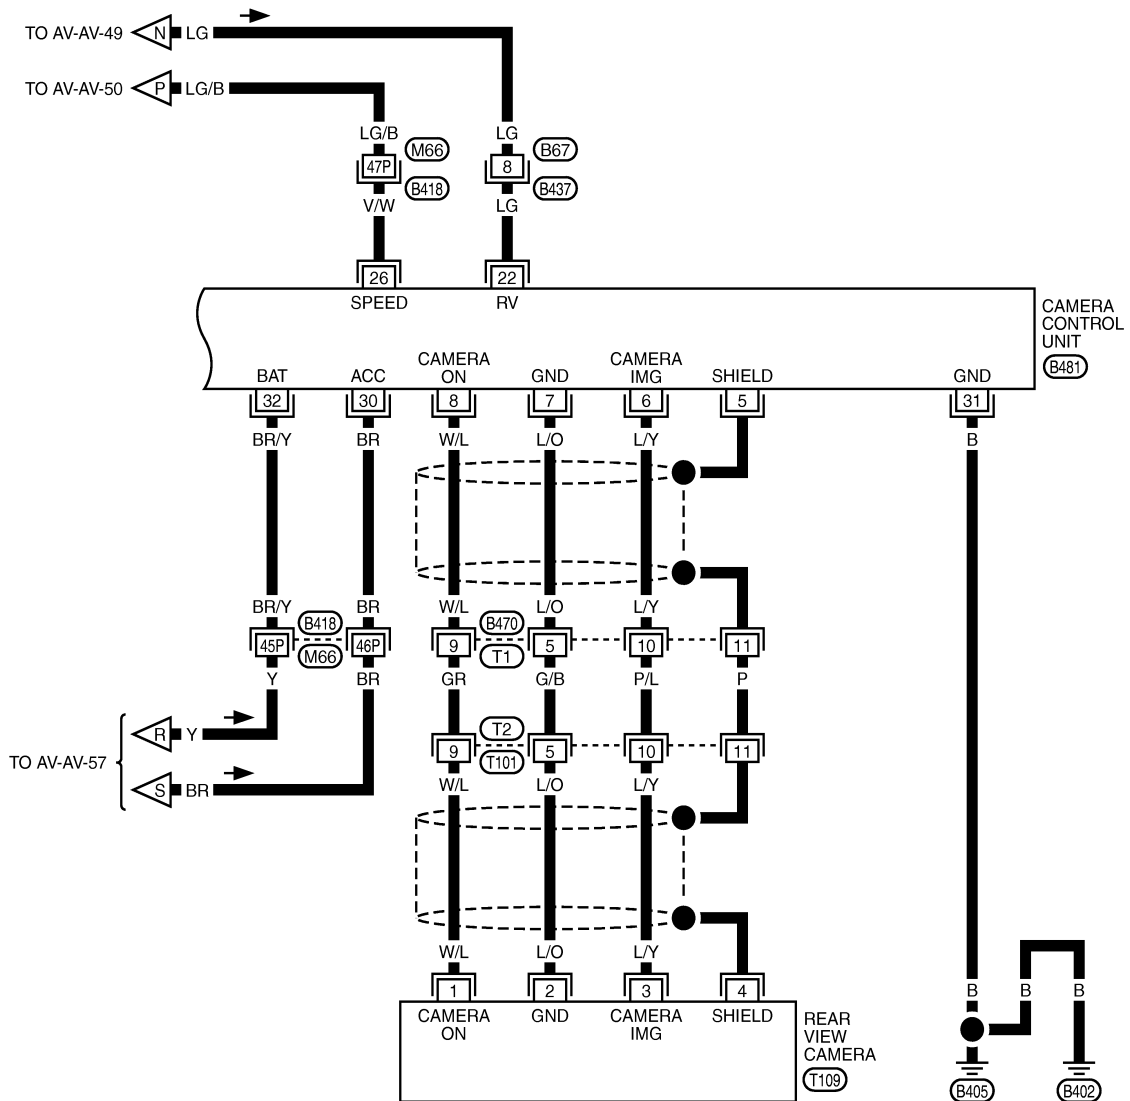 TO AV-AV-49 N LG
TO AV-AV-50 P LG/B
LG/B M66 LG B67
47P 8
B418 B437
V/W LG
26 22
SPEED RV
CAMERA
CONTROL
UNIT
B481
CAMERA
ON
CAMERA
IMG
BAT ACC GND SHIELD GND
32 30 8 7 6 5 31
BR/Y BR W/L L/O L/Y B
BR/Y BR W/L L/O L/Y
B418 B470
45P 46P 9 5 10 11
M66 T1
Y BR GR G/B P/L P
T2
R Y
9 5 10 11
TO AV-AV-57
T101
S BR
W/L L/O L/Y
W/L L/O L/Y
1 2 3 4
B B B
CAMERA
ON
GND
CAMERA
IMG
SHIELD
REAR
VIEW
CAMERA
T109
B405 B402